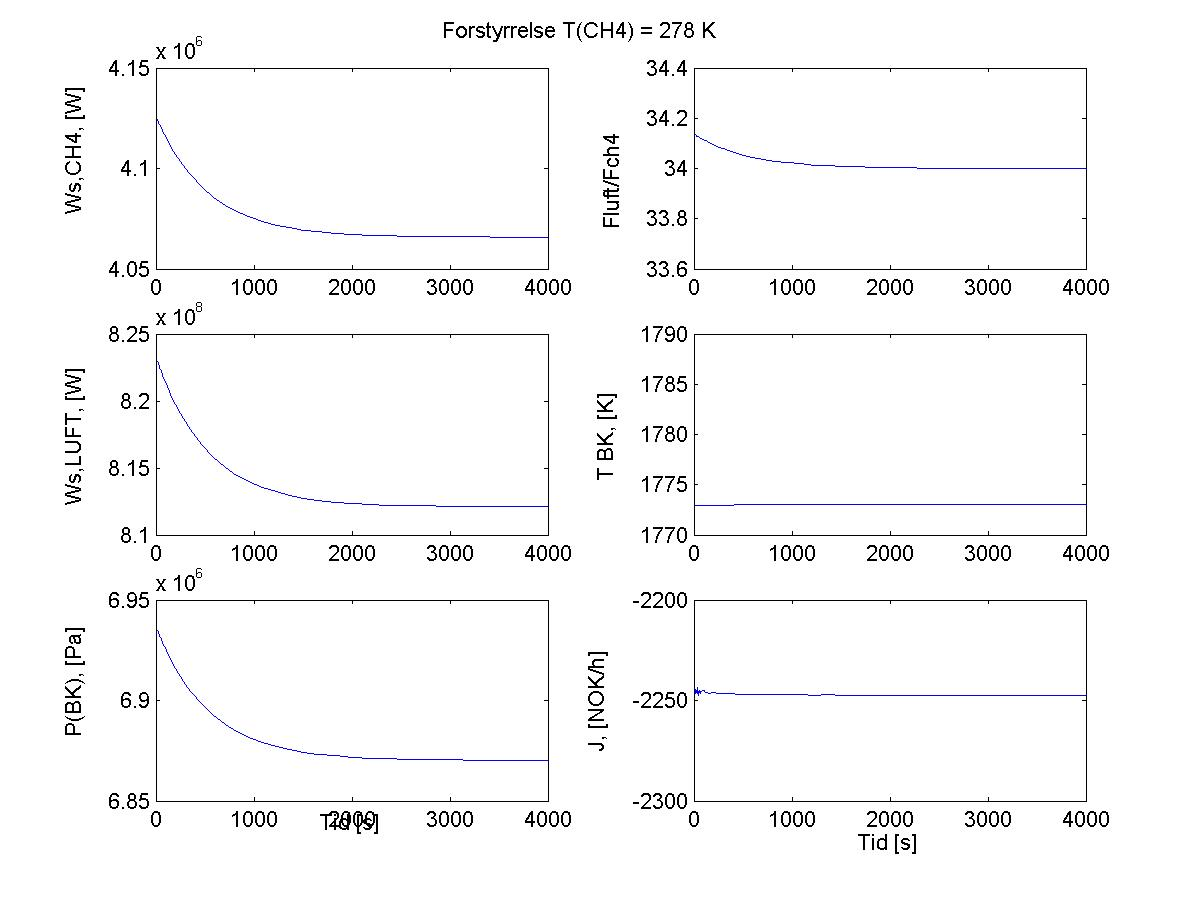 Forstyrrelse T(CH4) = 278 K
x 10^6
4.15
4.1
4.05
Ws,CH4, [W]
0 1000 2000 3000 4000
34.4
34.2
34
33.8
33.6
Fluft/Fch4
0 1000 2000 3000 4000
x 10^8
8.25
8.2
8.15
8.1
Ws,LUFT, [W]
0 1000 2000 3000 4000
1790
1785
1780
1775
1770
T BK, [K]
0 1000 2000 3000 4000
x 10^6
6.95
6.9
6.85
P(BK), [Pa]
0 1000 2000 3000 4000
Tid [s]
-2200
-2250
-2300
J, [NOK/h]
0 1000 2000 3000 4000
Tid [s]